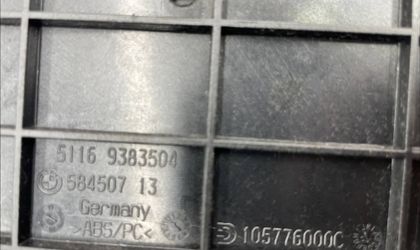 5116 9383504
584507 13
Germany
>ABS/PC<
105776000C